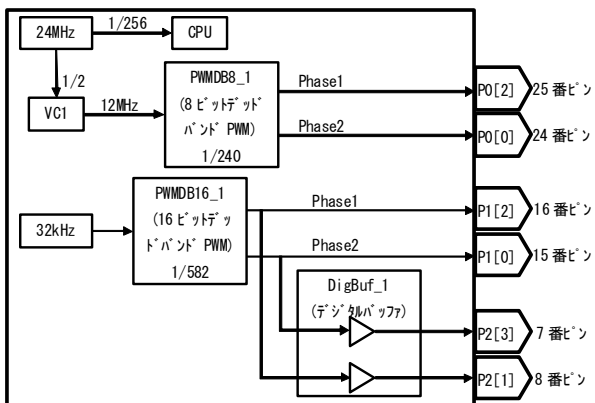 24MHz
1/256
CPU
1/2
VC1
12MHz
PWMDB8_1
(8 ﾋﾞｯﾄﾃﾞｯﾄﾞ
ﾊﾞﾝﾄﾞ PWM)
1/240
Phase1
P0[2]
25 番ﾋﾟﾝ
Phase2
P0[0]
24 番ﾋﾟﾝ
32kHz
PWMDB16_1
(16 ﾋﾞｯﾄﾃﾞｯ
ﾄﾞﾊﾞﾝﾄﾞ PWM)
1/582
Phase1
P1[2]
16 番ﾋﾟﾝ
Phase2
P1[0]
15 番ﾋﾟﾝ
DigBuf_1
(ﾃﾞｼﾞﾀﾙﾊﾞｯﾌｧ)
P2[3]
7 番ﾋﾟﾝ
P2[1]
8 番ﾋﾟﾝ